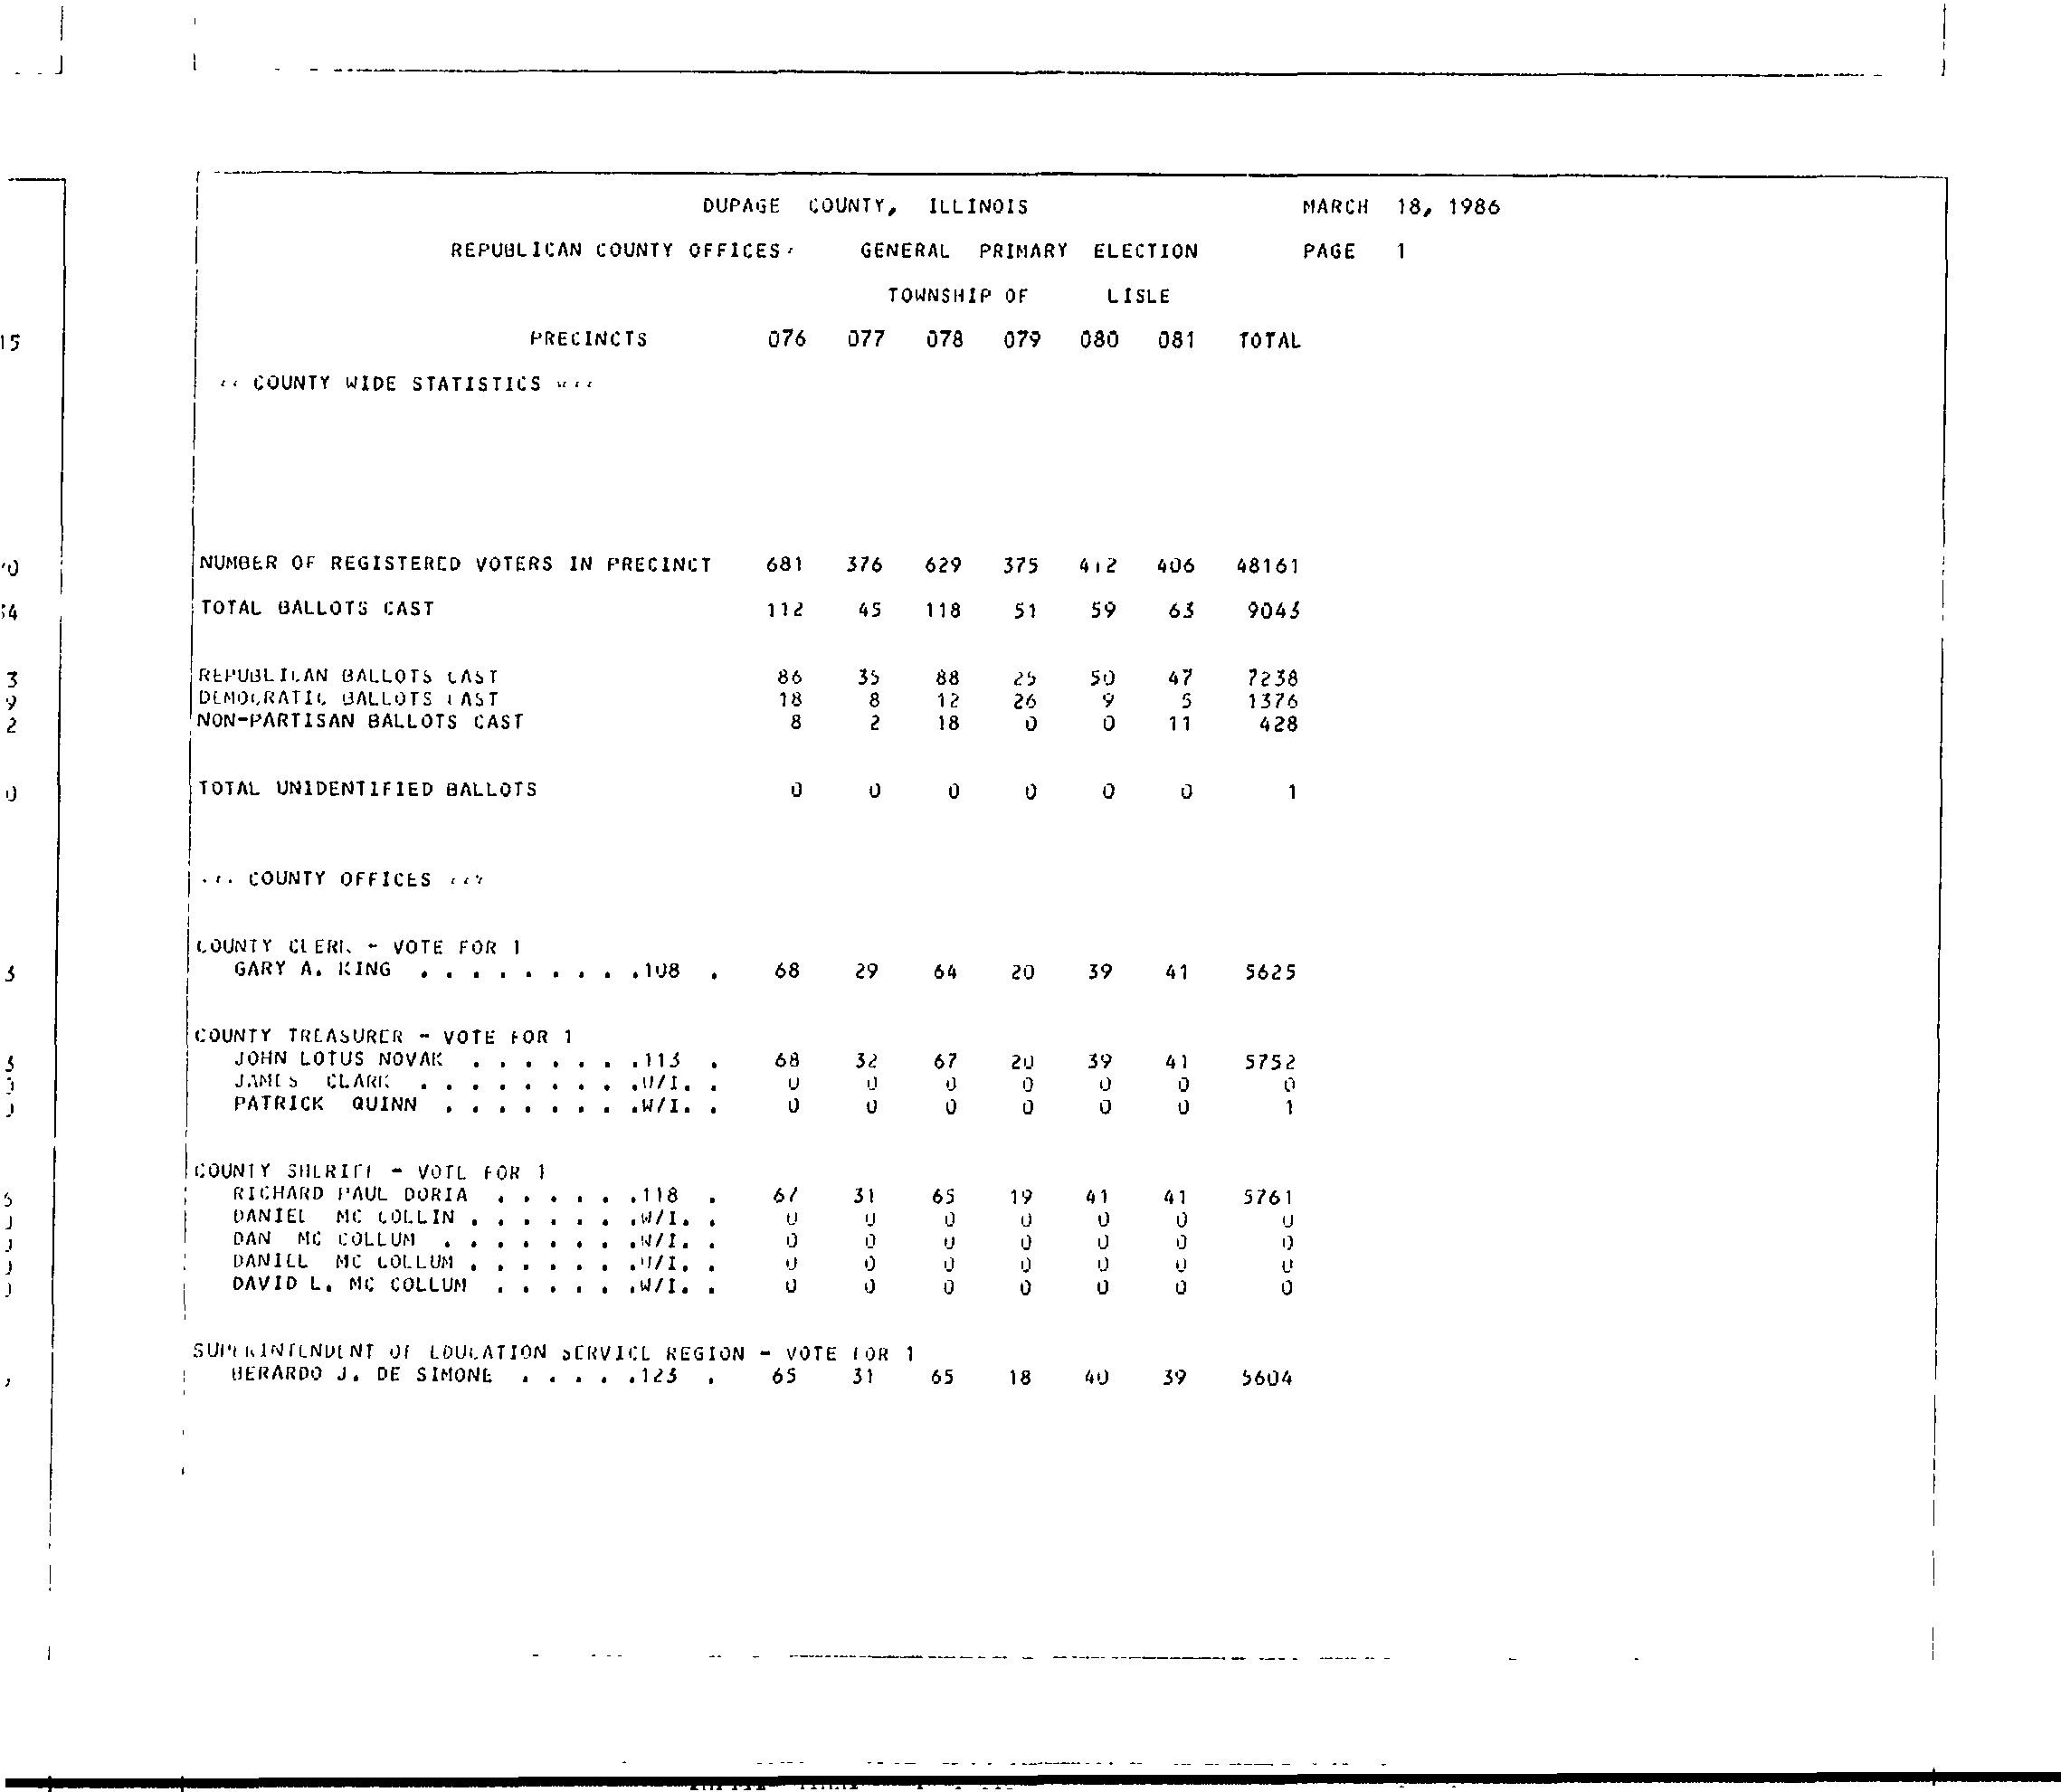 DUPAGE COUNTY, ILLINOIS MARCH 18, 1986
REPUBLICAN COUNTY OFFICES GENERAL PRIMARY ELECTION PAGE 1
TOWNSHIP OF LISLE
15
PRECINCTS 076 077 078 079 080 081 TOTAL
COUNTY WIDE STATISTICS
NUMBER OF REGISTERED VOTERS IN PRECINCT 681 376 629 375 412 406 48161
TOTAL BALLOTS CAST 112 45 118 51 59 63 9043
3 REPUBLICAN BALLOTS CAST 86 35 88 25 50 47 7238
9 DEMOCRATIC BALLOTS CAST 18 8 12 26 9 5 1376
2 NON-PARTISAN BALLOTS CAST 8 2 18 0 0 11 428
0 TOTAL UNIDENTIFIED BALLOTS 0 0 0 0 0 0 1
COUNTY OFFICES
COUNTY CLERK - VOTE FOR 1
3 GARY A. KING . . . . . . . . .108 . 68 29 64 20 39 41 5625
COUNTY TREASURER - VOTE FOR 1
3 JOHN LOTUS NOVAK . . . . . . .113 . 68 32 67 20 39 41 5752
JAMES CLARK . . . . . . . . .W/I. . 0 0 0 0 0 0 0
PATRICK QUINN . . . . . . . .W/I. . 0 0 0 0 0 0 1
COUNTY SHERIFF - VOTE FOR 1
RICHARD PAUL DORIA . . . . . .118 . 67 31 65 19 41 41 5761
DANIEL MC COLLIN . . . . . . .W/I. . 0 0 0 0 0 0 0
DAN MC COLLUM . . . . . . . .W/I. . 0 0 0 0 0 0 0
DANIEL MC COLLUM . . . . . . .W/I. . 0 0 0 0 0 0 0
DAVID L. MC COLLUM . . . . . .W/I. . 0 0 0 0 0 0 0
SUPERINTENDENT OF EDUCATION SERVICE REGION - VOTE FOR 1
BERARDO J. DE SIMONE . . . . .123 . 65 31 65 18 40 39 5604